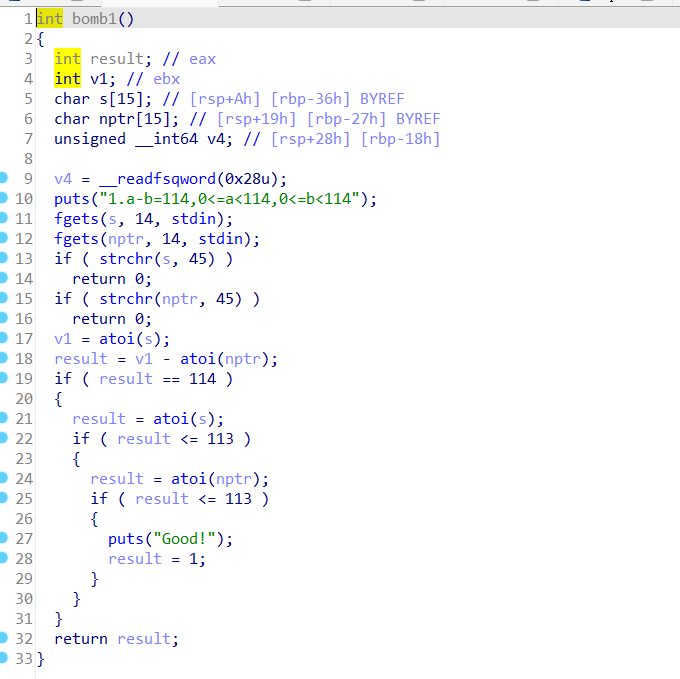 1 int bomb1()
2 {
3 int result; // eax
4 int v1; // ebx
5 char s[15]; // [rsp+Ah] [rbp-36h] BYREF
6 char nptr[15]; // [rsp+19h] [rbp-27h] BYREF
7 unsigned __int64 v4; // [rsp+28h] [rbp-18h]
8
9 v4 = __readfsqword(0x28u);
10 puts("1.a-b=114,0<=a<114,0<=b<114");
11 fgets(s, 14, stdin);
12 fgets(nptr, 14, stdin);
13 if ( strchr(s, 45) )
14 return 0;
15 if ( strchr(nptr, 45) )
16 return 0;
17 v1 = atoi(s);
18 result = v1 - atoi(nptr);
19 if ( result == 114 )
20 {
21 result = atoi(s);
22 if ( result <= 113 )
23 {
24 result = atoi(nptr);
25 if ( result <= 113 )
26 {
27 puts("Good!");
28 result = 1;
29 }
30 }
31 }
32 return result;
33 }